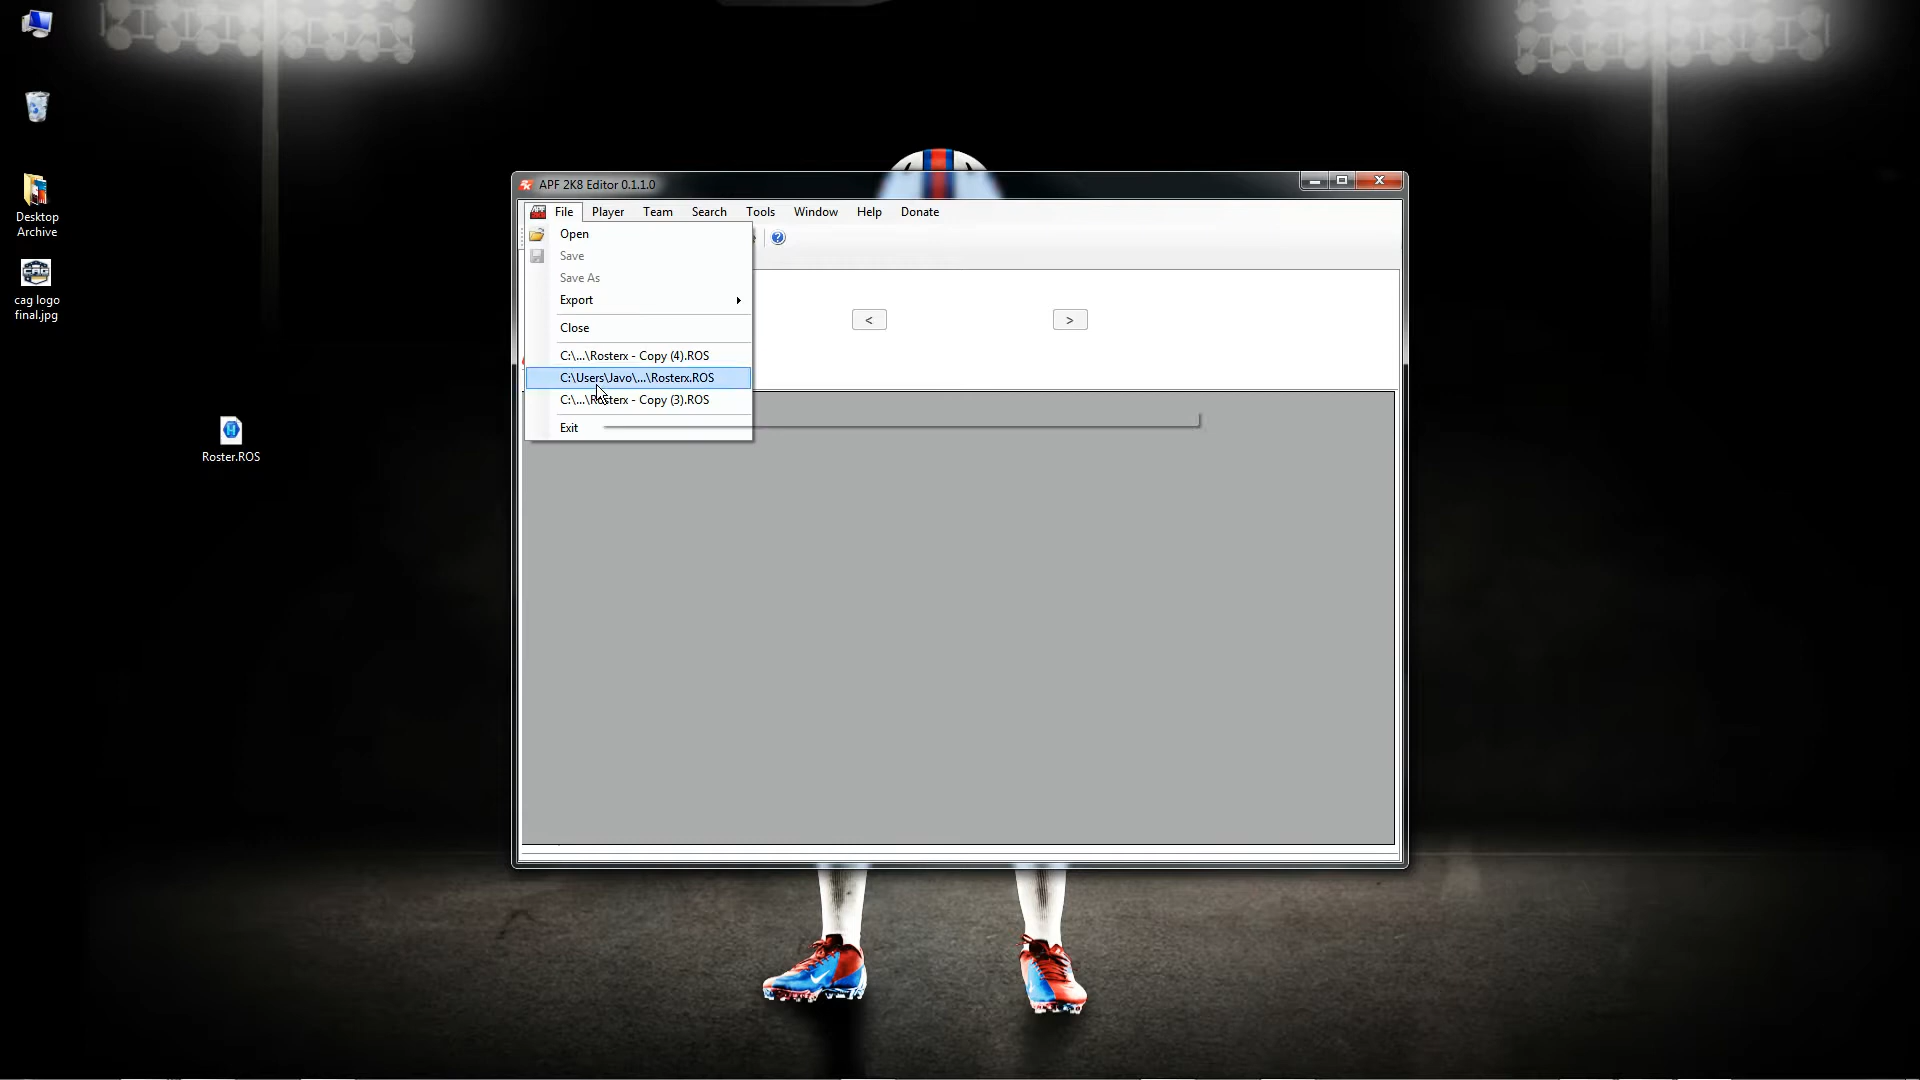 Desktop
Archive
cag logo
final.jpg
Roster.ROS
APF 2K8 Editor 0.1.1.0
File Player Team Search Tools Window Help Donate
Open
Save
Save As
Export
Close
C:\...\Rosterx - Copy (4).ROS
C:\Users\Javo\...\Rosterx.ROS
C:\...\Rosterx - Copy (3).ROS
Exit
<
>
CAG